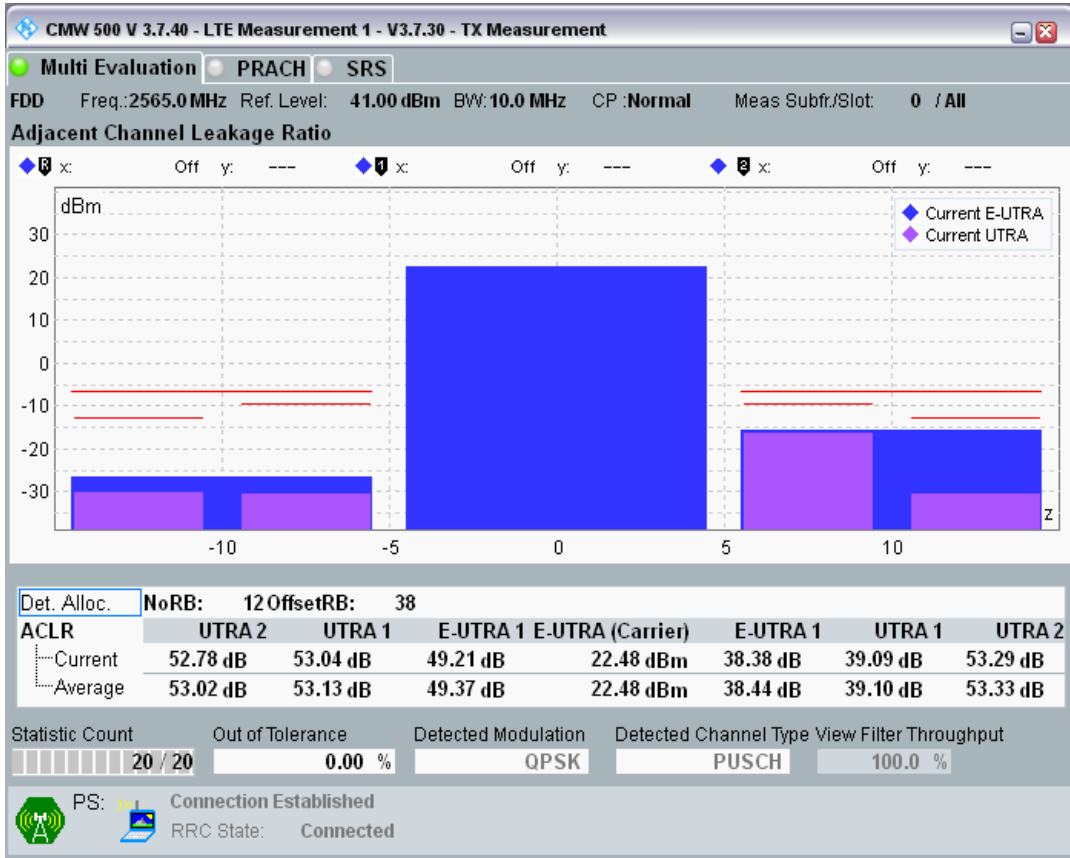 CMW 500 V 3.7.40 - LTE Measurement 1 - V3.7.30 - TX Measurement
Multi Evaluation PRACH SRS
FDD Freq.:2565.0 MHz Ref. Level: 41.00 dBm BW: 10.0 MHz CP :Normal Meas Subfr./Slot: 0 / All
Adjacent Channel Leakage Ratio
R x: Off y: --- 1 x: Off y: --- 2 x: Off y: ---
dBm
Current E-UTRA
Current UTRA
30
20
10
0
-10
-20
-30
z
-10 -5 0 5 10
Det. Alloc. NoRB: 12 OffsetRB: 38
ACLR UTRA 2 UTRA 1 E-UTRA 1 E-UTRA (Carrier) E-UTRA 1 UTRA 1 UTRA 2
Current 52.78 dB 53.04 dB 49.21 dB 22.48 dBm 38.38 dB 39.09 dB 53.29 dB
Average 53.02 dB 53.13 dB 49.37 dB 22.48 dBm 38.44 dB 39.10 dB 53.33 dB
Statistic Count Out of Tolerance Detected Modulation Detected Channel Type View Filter Throughput
20 / 20 0.00 % QPSK PUSCH 100.0 %
PS: Connection Established
RRC State: Connected